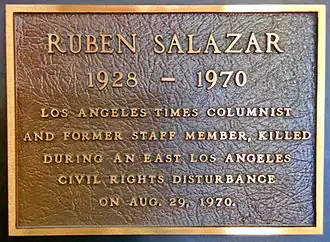 RUBEN SALAZAR
1928 – 1970
LOS ANGELES TIMES COLUMNIST
AND FORMER STAFF MEMBER, KILLED
DURING AN EAST LOS ANGELES
CIVIL RIGHTS DISTURBANCE
ON AUG. 29, 1970.